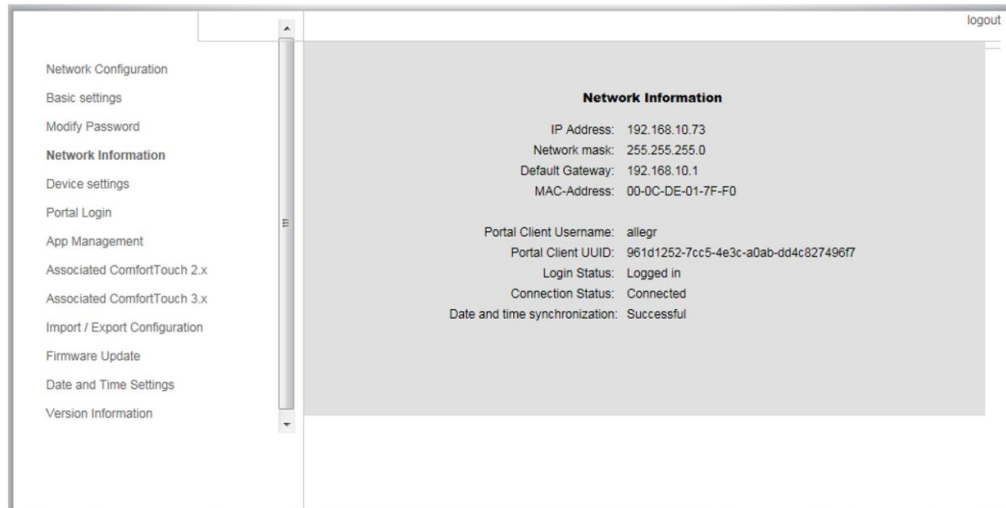 logout
Network Configuration
Basic settings
Modify Password
Network Information
Device settings
Portal Login
App Management
Associated ComfortTouch 2.x
Associated ComfortTouch 3.x
Import / Export Configuration
Firmware Update
Date and Time Settings
Version Information
Network Information
IP Address: 192.168.10.73
Network mask: 255.255.255.0
Default Gateway: 192.168.10.1
MAC-Address: 00-0C-DE-01-7F-F0
Portal Client Username: allegr
Portal Client UUID: 961d1252-7cc5-4e3c-a0ab-dd4c827496f7
Login Status: Logged in
Connection Status: Connected
Date and time synchronization: Successful